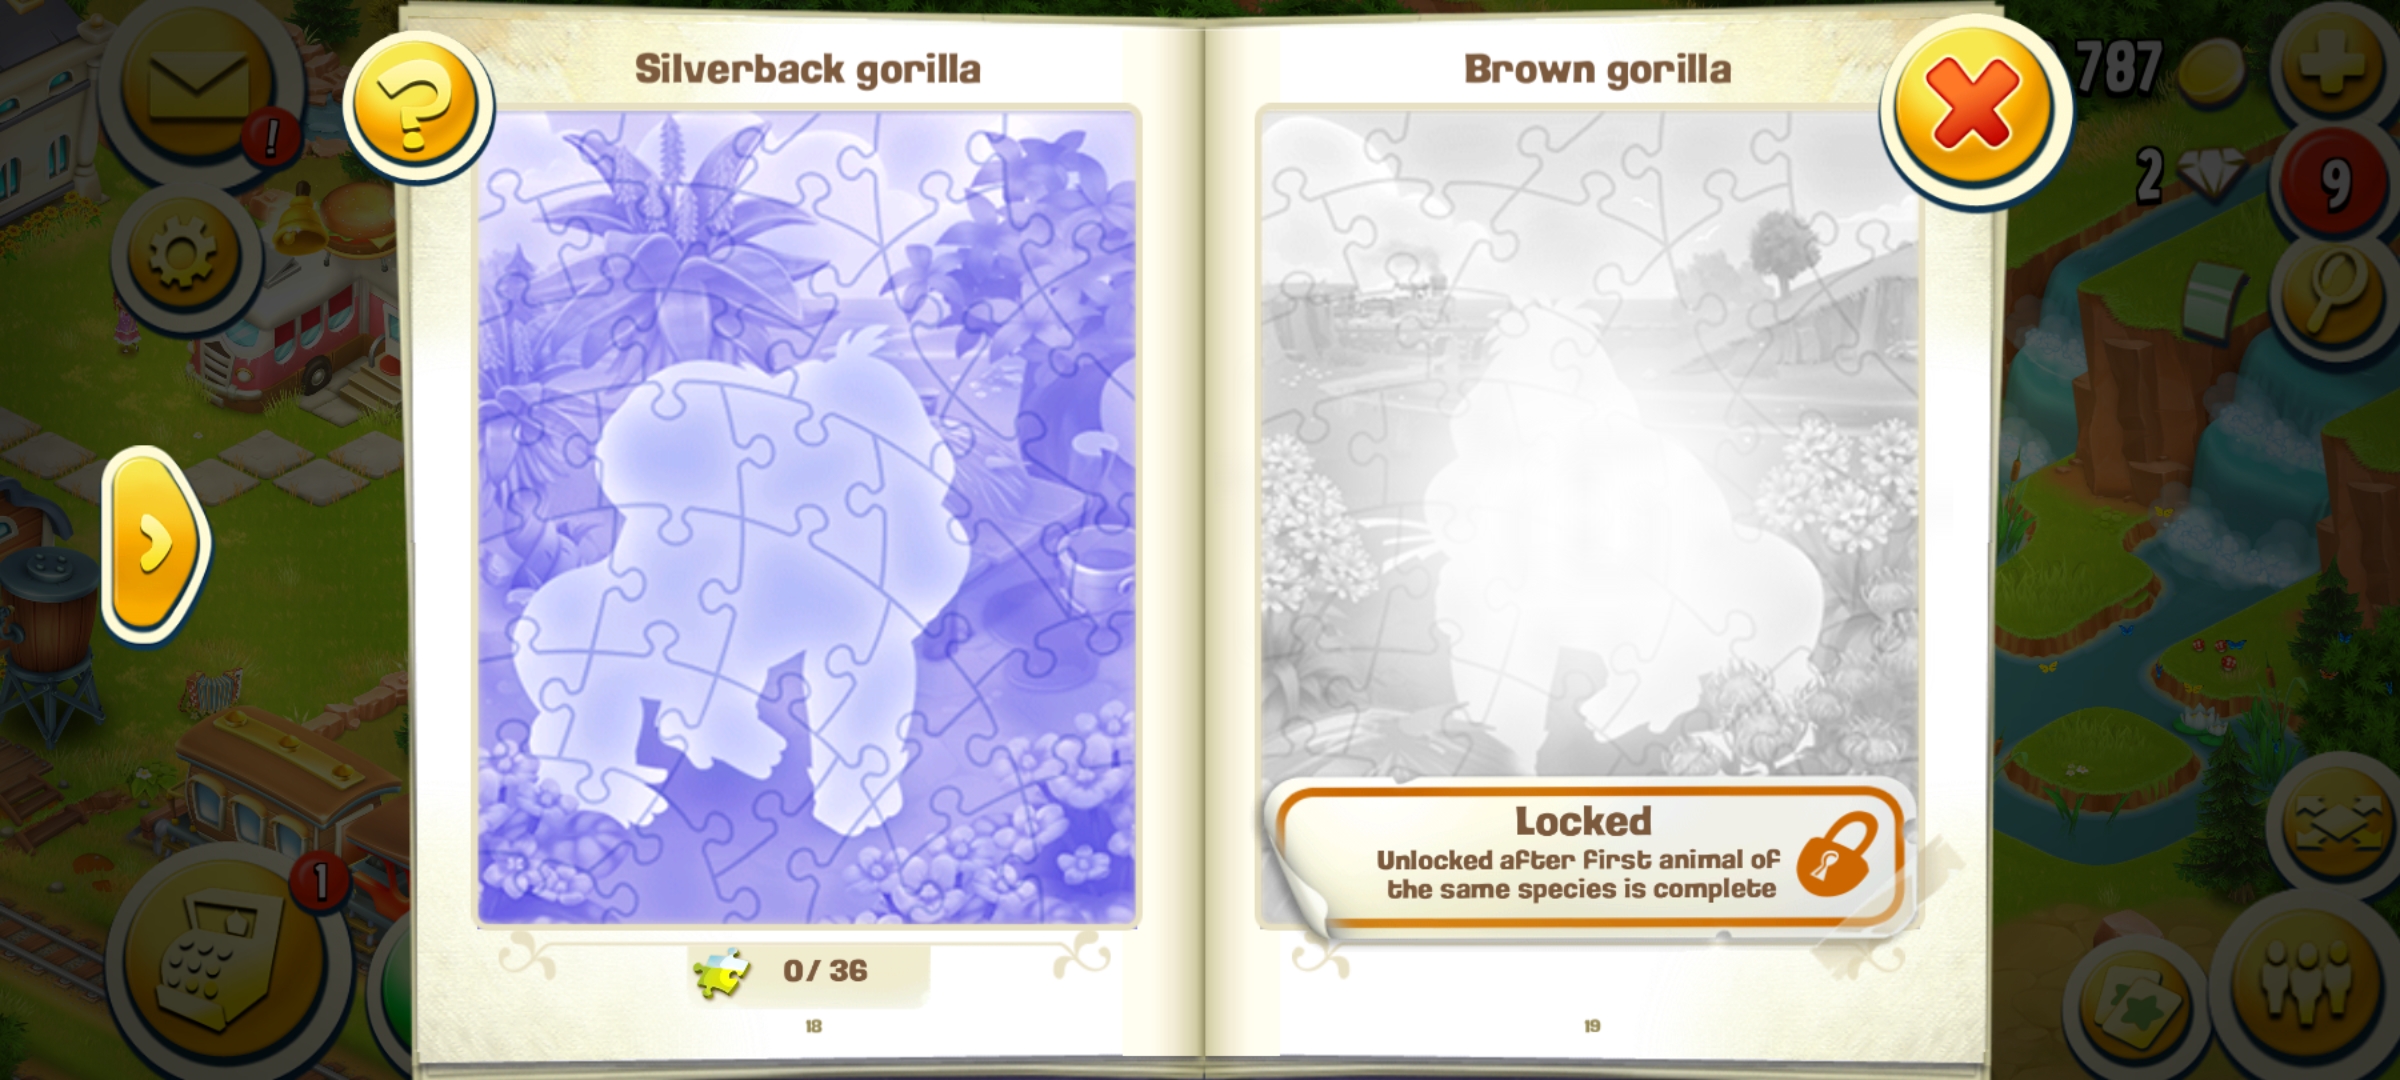 Silverback gorilla
Brown gorilla
787
2
9
!
Locked
Unlocked after first animal of
the same species is complete
1
0/ 36
18
19